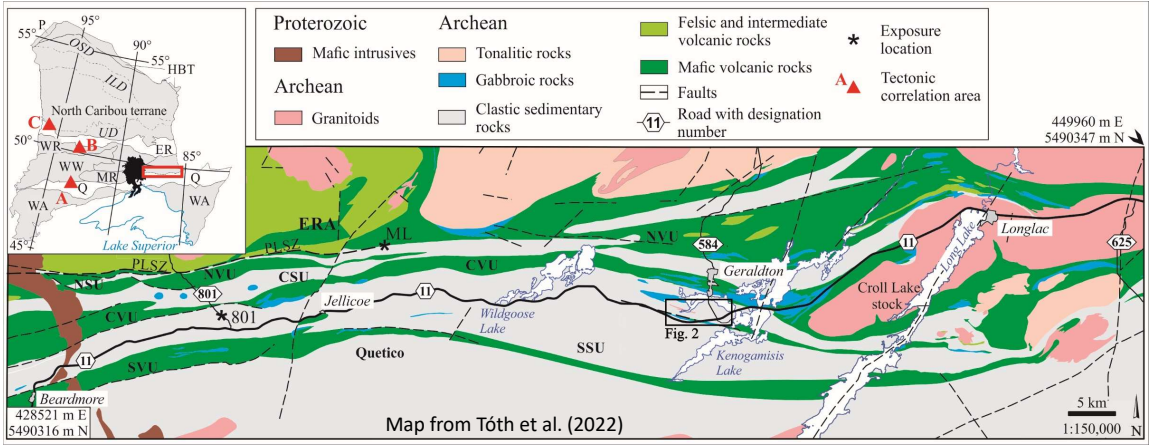 95°
90°
P
55°
OSD
55°
HBT
ILD
North Caribou terrane
C
UD
50°
B
WR
ER
85°
WW
MR
Q
Q
A
WA
WA
45°
Lake Superior
Proterozoic
Mafic intrusives
Archean
Granitoids
Archean
Tonalitic rocks
Gabbroic rocks
Clastic sedimentary
rocks
Felsic and intermediate
volcanic rocks
Mafic volcanic rocks
Faults
11
Road with designation
number
*
Exposure
location
A
Tectonic
correlation area
449960 m E
5490347 m N
ERA
ML
PLSZ
PLSZ
NVU
NVU
584
11
Long Lake
Longlac
625
NSU
CSU
CVU
Geraldton
801
Jellicoe
11
Croll Lake
stock
CVU
801
Wildgoose
Lake
Fig. 2
SSU
Quetico
Kenogamisis
Lake
11
SVU
Beardmore
428521 m E
5490316 m N
Map from Tóth et al. (2022)
5 km
1:150,000
N